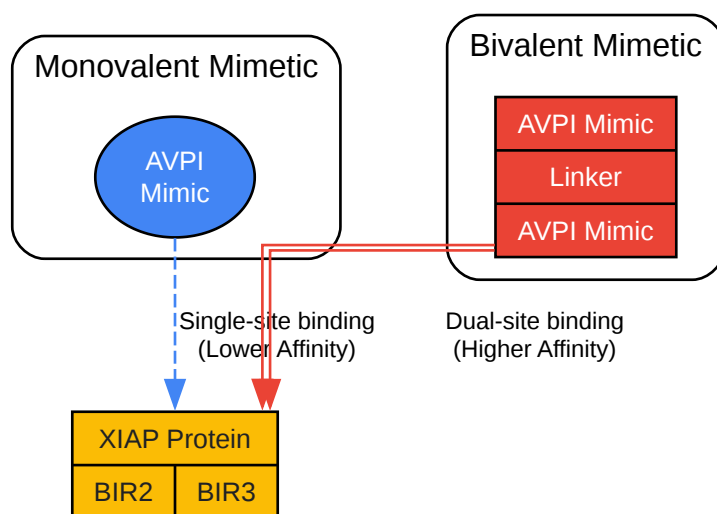 Monovalent Mimetic
AVPI
Mimic
Bivalent Mimetic
AVPI Mimic
Linker
AVPI Mimic
Single-site binding
(Lower Affinity)
Dual-site binding
(Higher Affinity)
XIAP Protein
BIR2
BIR3